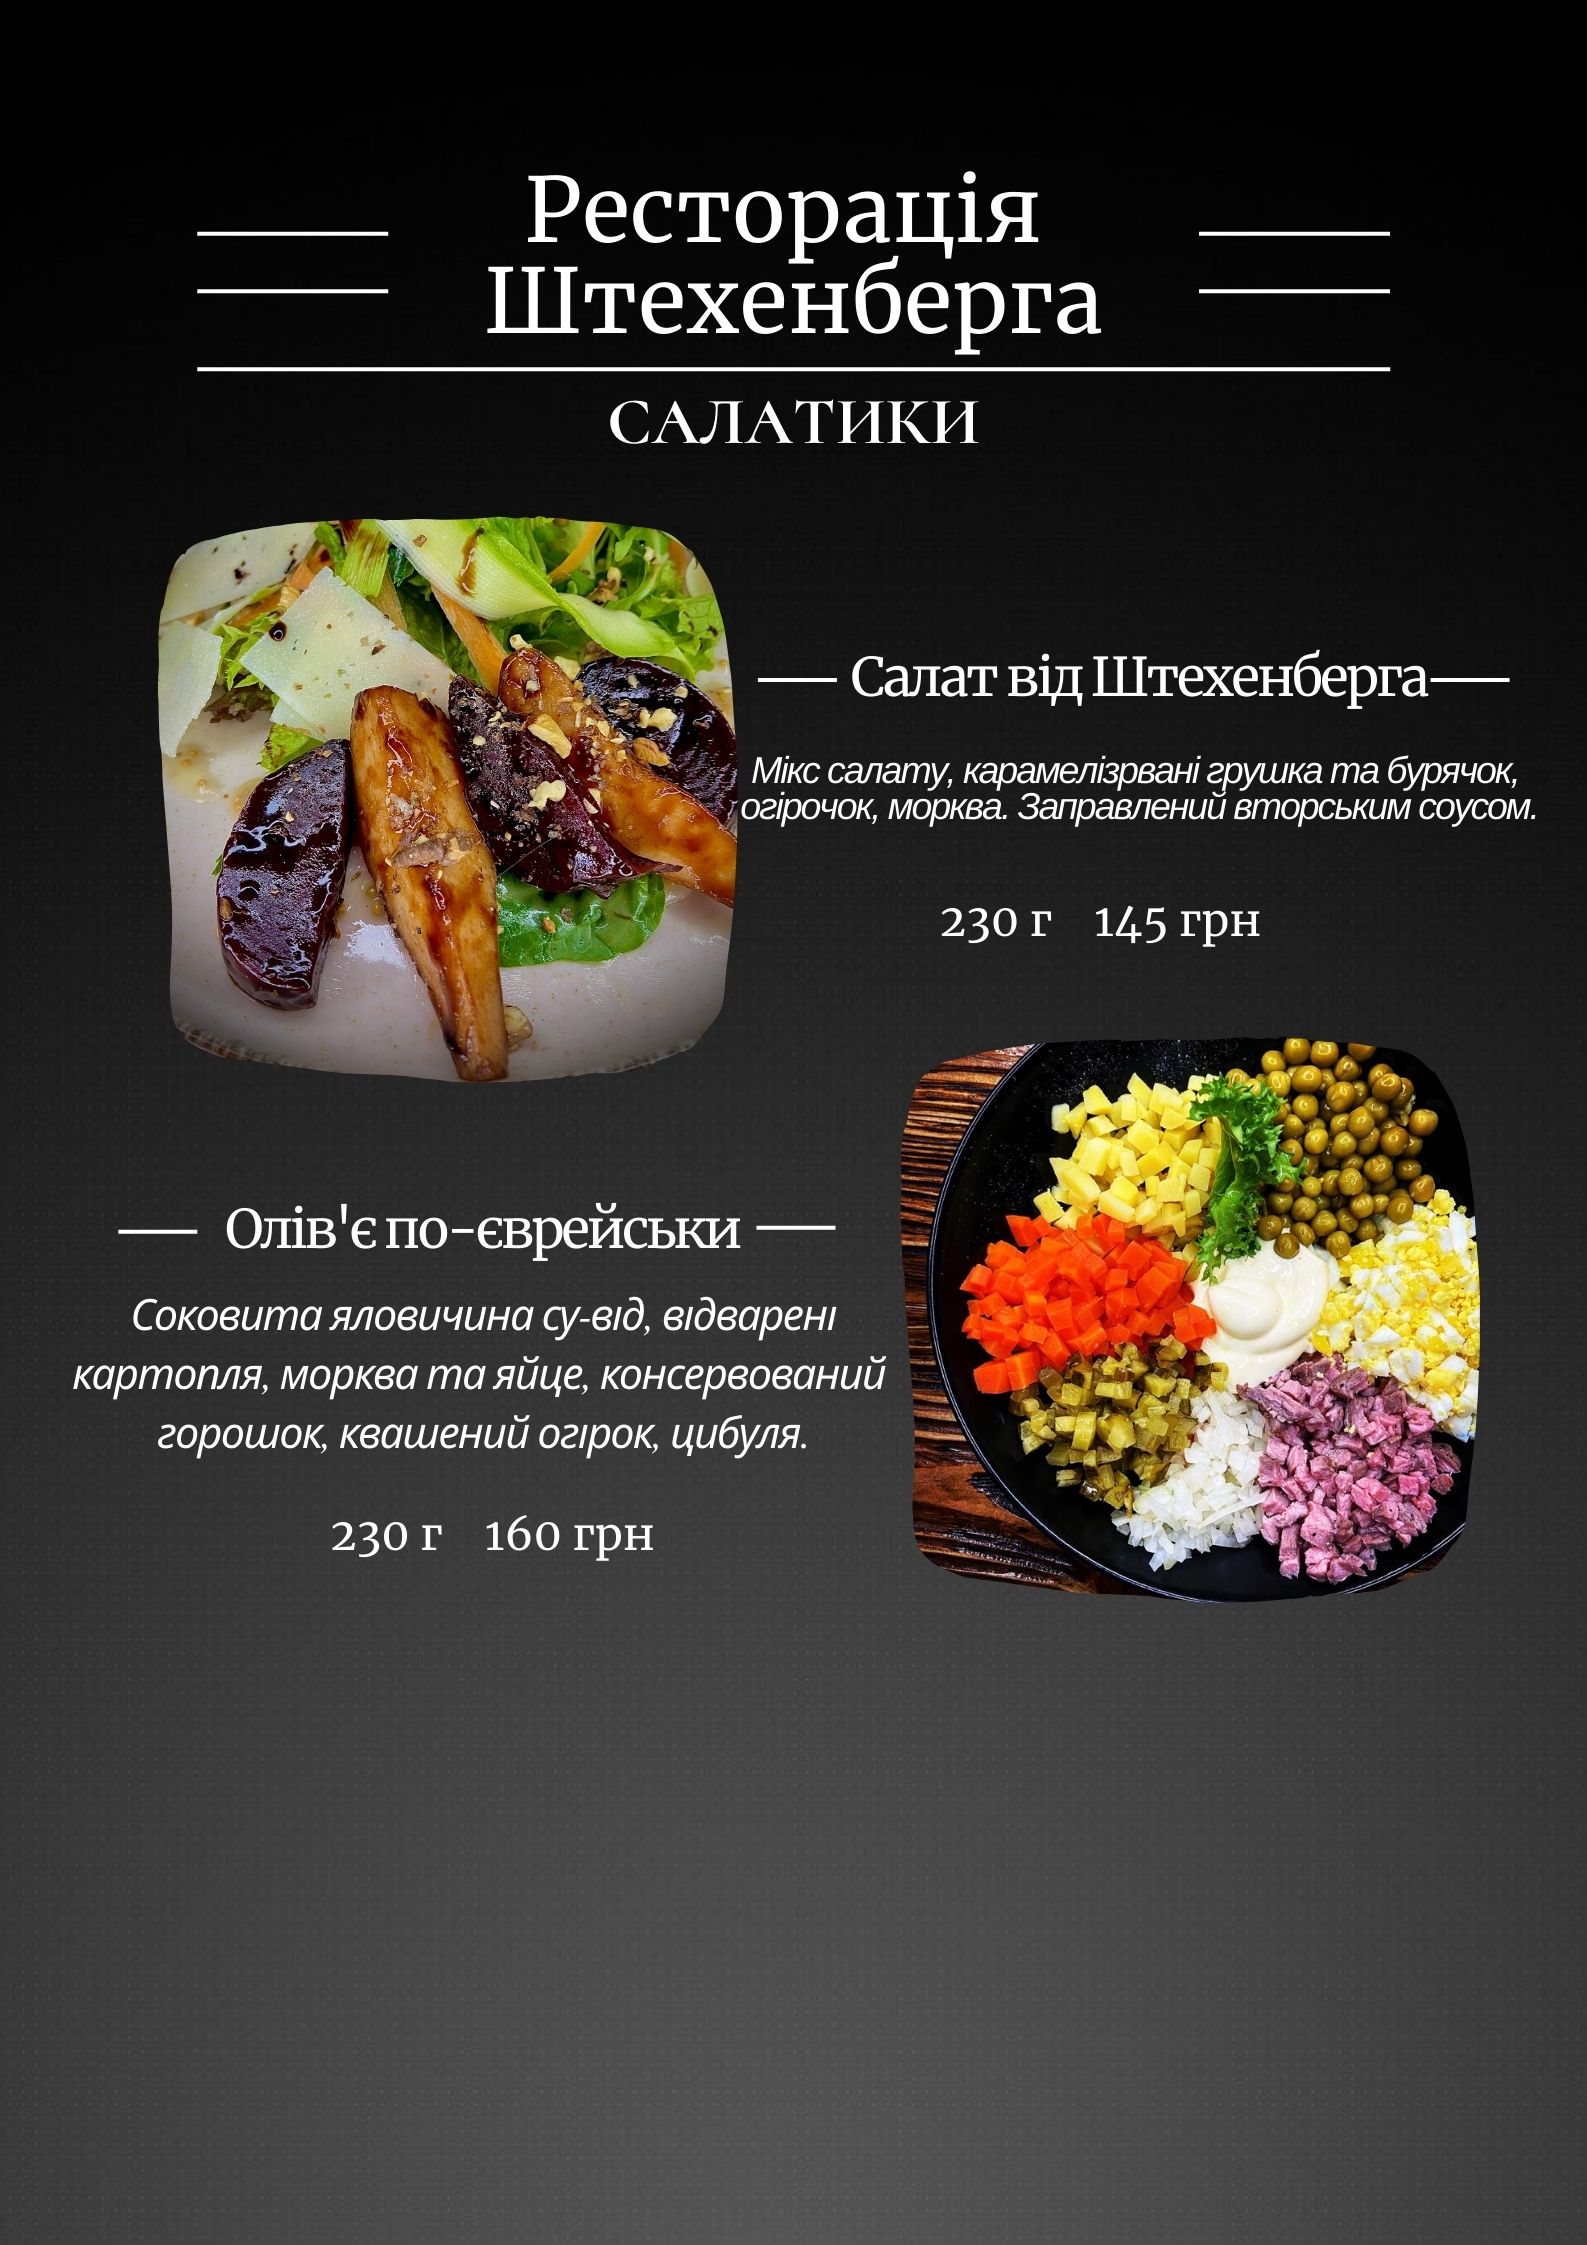 Ресторація
Штехенберга
САЛАТИКИ
Салат від Штехенберга
Мікс салату, карамелізрвані грушка та бурячок,
огірочок, морква. Заправлений вторським соусом.
230 г 145 грн
Олів'є по-єврейськи
Соковита яловичина су-від, відварені
картопля, морква та яйце, консервований
горошок, квашений огірок, цибуля.
230 г 160 грн